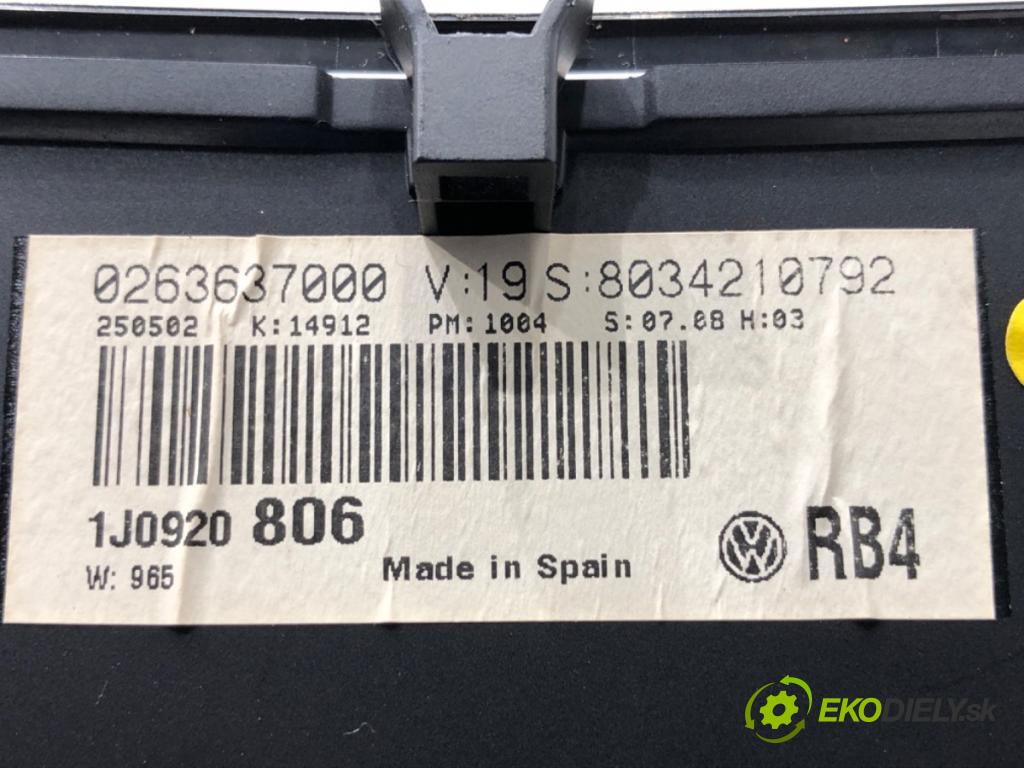 0263637000 V:19 S:8034210792
250502 K:14912 PM:1004 S:07.08 H:03
1J0920 806
W: 965
Made in Spain
RB4
EKODIELY.sk